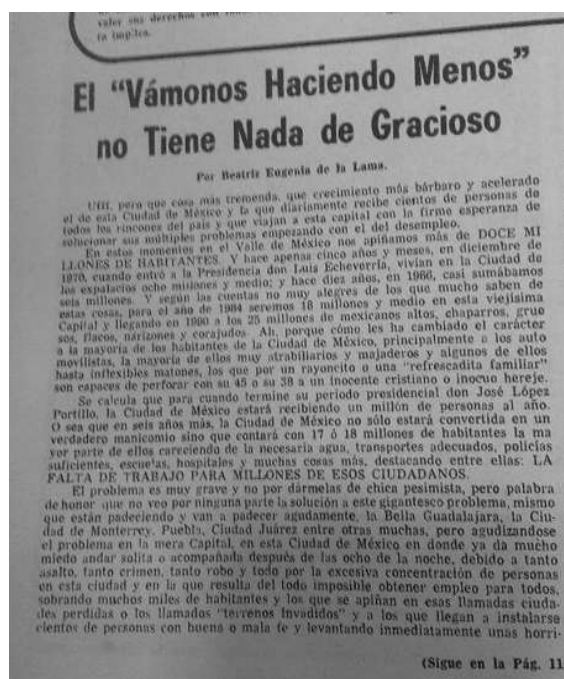 valer sus derechos con
ra implica.
El "Vámonos Haciendo Menos"
no Tiene Nada de Gracioso
Por Beatriz Eugenia de la Lama.
Ufff, pero que cosa más tremenda, que crecimiento más bárbaro y acelerado
el de esta Ciudad de México y la que diariamente recibe cientos de personas de
todos los rincones del país y que viajan a esta capital con la firme esperanza de
solucionar sus múltiples problemas empezando con el del desempleo.
En estos momentos en el Valle de México nos apiñamos más de DOCE MI
LLONES DE HABITANTES. Y hace apenas cinco años y meses, en diciembre de
1970, cuando entró a la Presidencia don Luis Echeverría, vivían en la Ciudad de
los expalacios ocho millones y medio; y hace diez años, en 1966, casi sumábamos
seis millones. Y según las cuentas no muy alegres de los que mucho saben de
estas cosas, para el año de 1984 seremos 18 millones y medio en esta viejísima
Capital y llegando en 1990 a los 25 millones de mexicanos altos, chaparros, grue
sos, flacos, narizones y corajudos. Ah, porque cómo les ha cambiado el carácter
a la mayoría de los habitantes de la Ciudad de México, principalmente a los auto
movilistas, la mayoría de ellos muy atrabiliarios y majaderos y algunos de ellos
hasta inflexibles matones, los que por un rayoncito o una "refrescadita familiar"
son capaces de perforar con su 45 o su 38 a un inocente cristiano o inocuo hereje.
Se calcula que para cuando termine su periodo presidencial don José López
Portillo, la Ciudad de México estará recibiendo un millón de personas al año.
O sea que en seis años más, la Ciudad de México no sólo estará convertida en un
verdadero manicomio sino que contará con 17 ó 18 millones de habitantes la ma
yor parte de ellos careciendo de la necesaria agua, transportes adecuados, policías
suficientes, escuelas, hospitales y muchas cosas más, destacando entre ellas: LA
FALTA DE TRABAJO PARA MILLONES DE ESOS CIUDADANOS.
El problema es muy grave y no por dármelas de chica pesimista, pero palabra
de honor que no veo por ninguna parte la solución a este gigantesco problema, mismo
que están padeciendo y van a padecer agudamente, la Bella Guadalajara, la Ciu-
dad de Monterrey, Puebla, Ciudad Juárez entre otras muchas, pero agudizandose
el problema en la mera Capital, en esta Ciudad de México en donde ya da mucho
miedo andar solita o acompañada después de las ocho de la noche, debido a tanto
asalto, tanto crimen, tanto robo y todo por la excesiva concentración de personas
en esta ciudad y en la que resulta del todo imposible obtener empleo para todos,
sobrando muchos miles de habitantes y los que se apiñan en esas llamadas ciuda-
des perdidas o los llamados "terrenos invadidos" y a los que llegan a instalarse
cientos de personas con buena o mala fe y levantando inmediatamente unas horri-
(Sigue en la Pág. 11